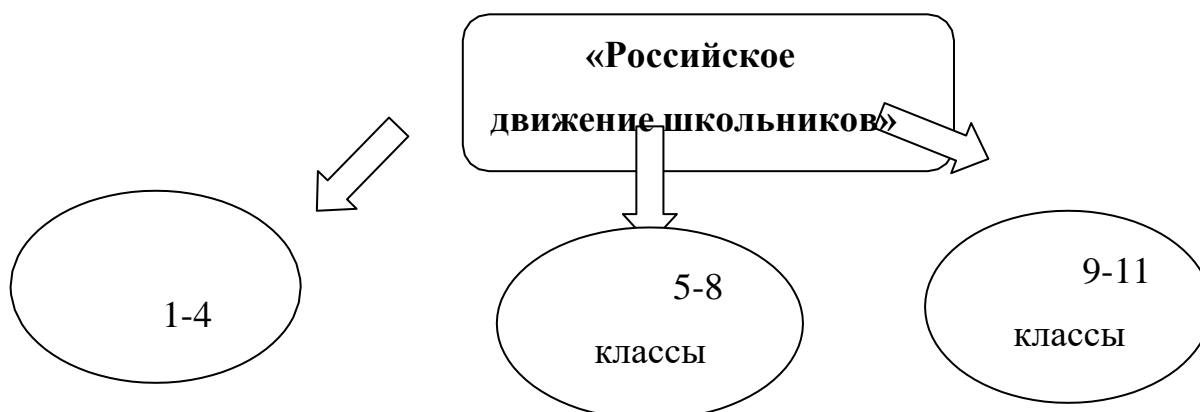 «Российское
движение школьников»
1-4
5-8
классы
9-11
классы